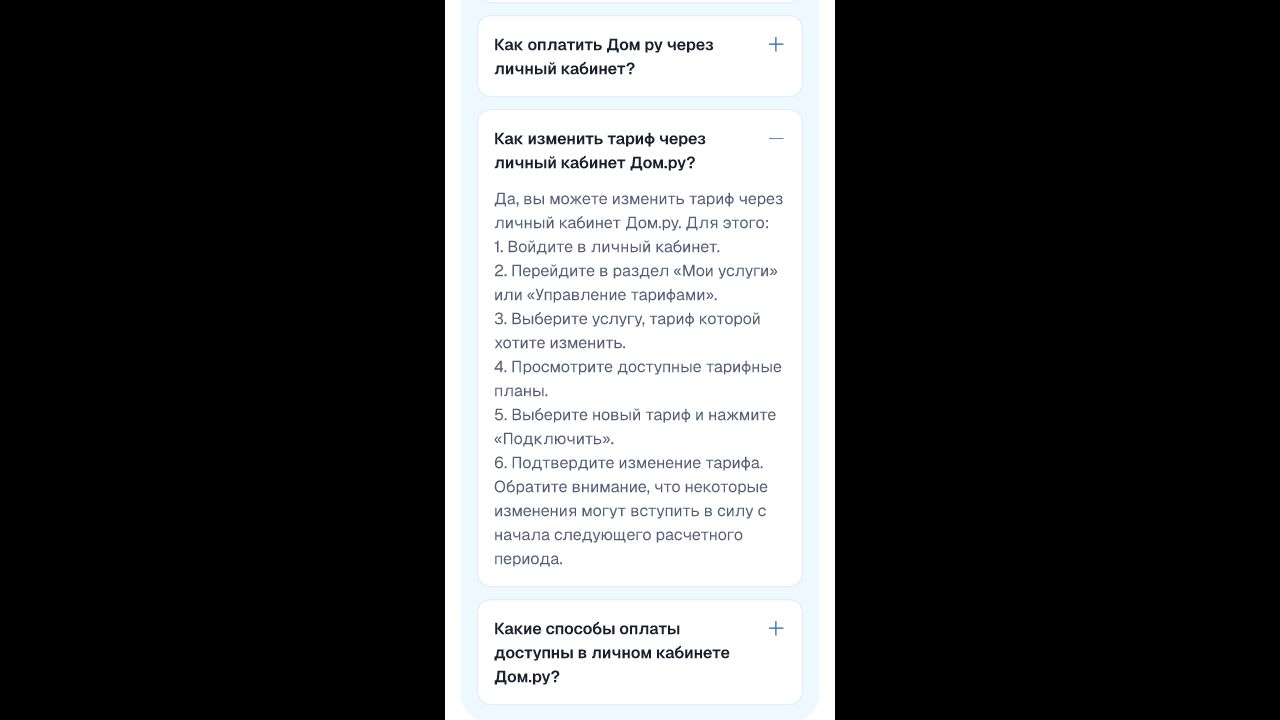 Как оплатить Дом ру через
личный кабинет?
Как изменить тариф через
личный кабинет Дом.ру?
Да, вы можете изменить тариф через
личный кабинет Дом.ру. Для этого:
1. Войдите в личный кабинет.
2. Перейдите в раздел «Мои услуги»
или «Управление тарифами».
3. Выберите услугу, тариф которой
хотите изменить.
4. Просмотрите доступные тарифные
планы.
5. Выберите новый тариф и нажмите
«Подключить».
6. Подтвердите изменение тарифа.
Обратите внимание, что некоторые
изменения могут вступить в силу с
начала следующего расчетного
периода.
Какие способы оплаты
доступны в личном кабинете
Дом.ру?